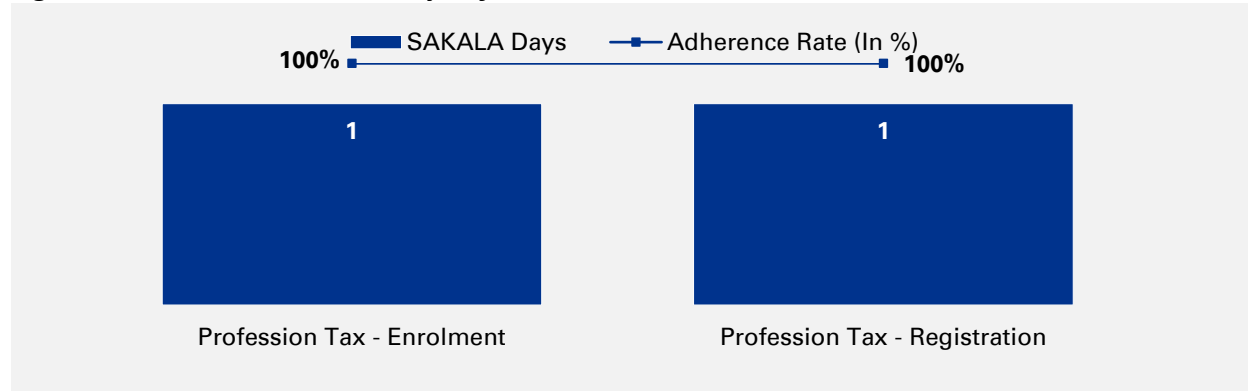 SAKALA Days Adherence Rate (In %)
100% 100%
1 1
Profession Tax - Enrolment Profession Tax - Registration